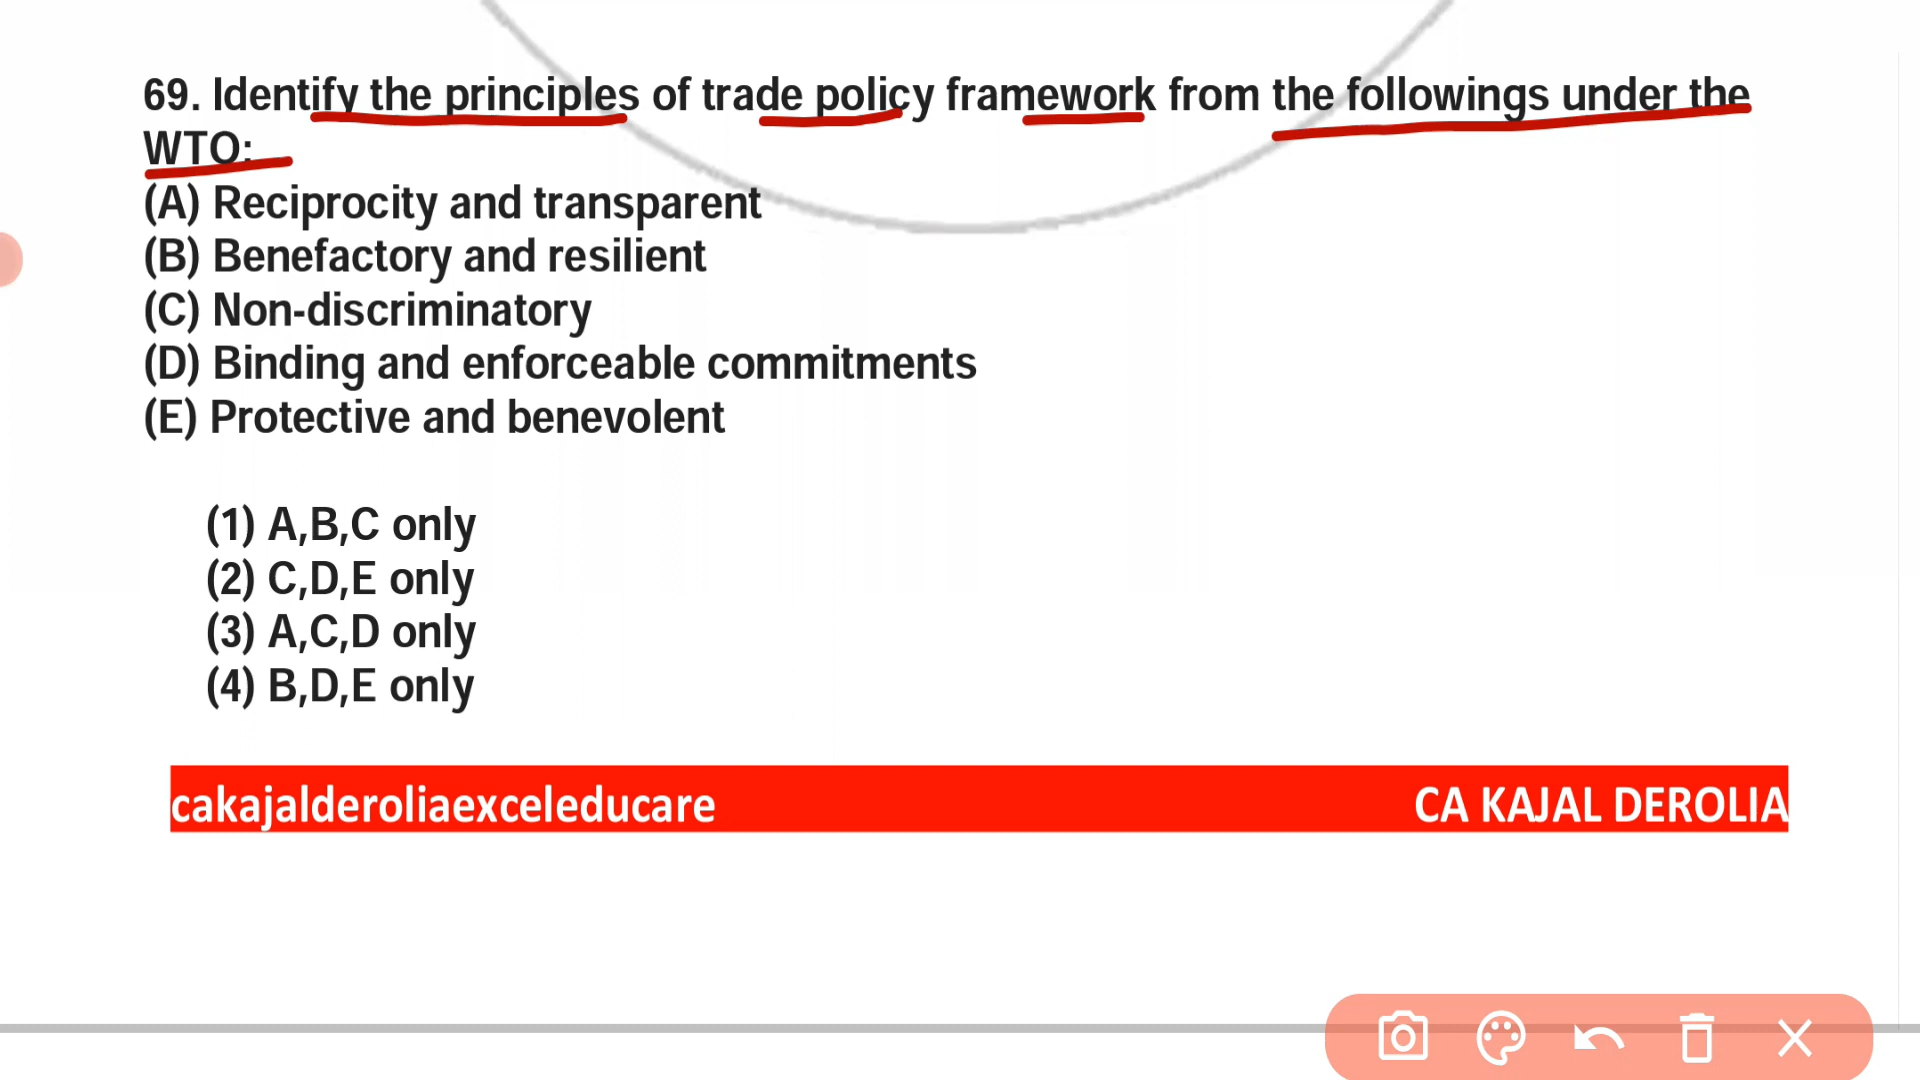 69. Identify the principles of trade policy framework from the followings under the
WTO:
(A) Reciprocity and transparent
(B) Benefactory and resilient
(C) Non-discriminatory
(D) Binding and enforceable commitments
(E) Protective and benevolent
(1) A,B,C only
(2) C,D,E only
(3) A,C,D only
(4) B,D,E only
cakajalderoliaexceleducare CA KAJAL DEROLIA